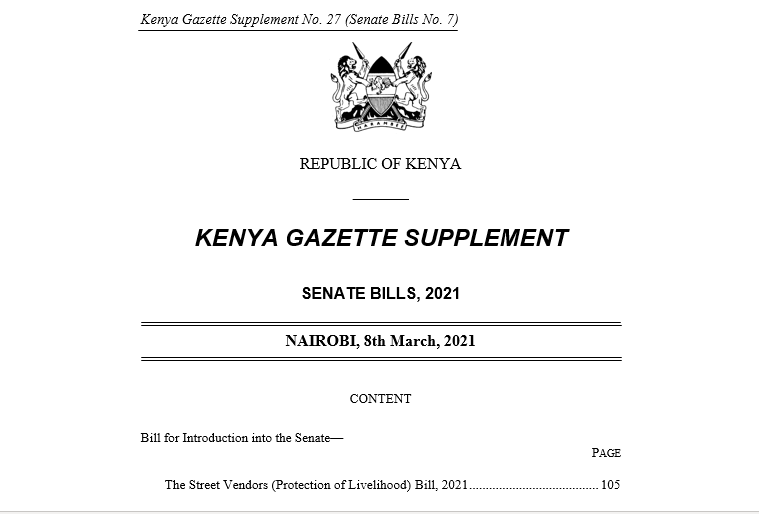 Kenya Gazette Supplement No. 27 (Senate Bills No. 7)
HARAMBEE
REPUBLIC OF KENYA
KENYA GAZETTE SUPPLEMENT
SENATE BILLS, 2021
NAIROBI, 8th March, 2021
CONTENT
Bill for Introduction into the Senate—
PAGE
The Street Vendors (Protection of Livelihood) Bill, 2021....................................... 105